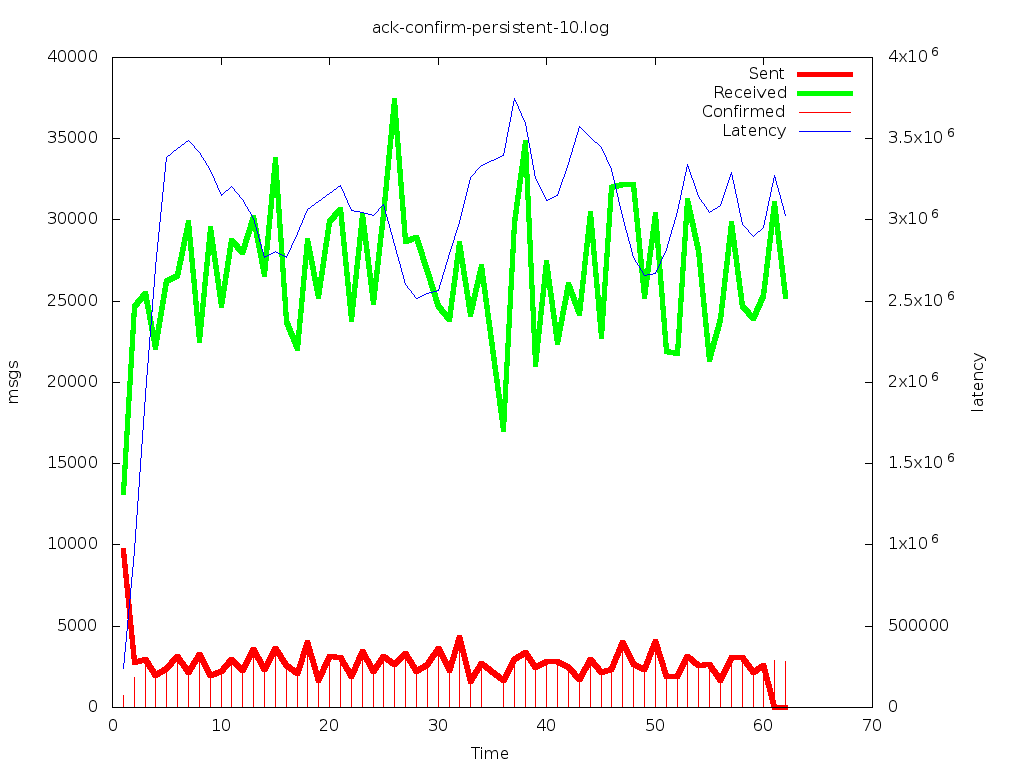 ack-confirm-persistent-10.log
40000
35000
30000
25000
20000
15000
10000
5000
0
msgs
4x10^6
3.5x10^6
3x10^6
2.5x10^6
2x10^6
1.5x10^6
1x10^6
500000
0
latency
Sent
Received
Confirmed
Latency
0 10 20 30 40 50 60 70
Time